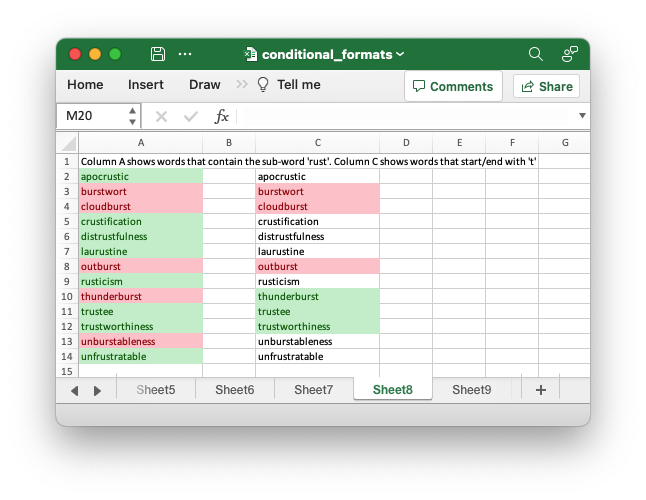 conditional_formats
Home Insert Draw Tell me Comments Share
M20 fx
A B C D E F G
1 Column A shows words that contain the sub-word 'rust'. Column C shows words that start/end with 't'
2 apocrustic apocrustic
3 burstwort burstwort
4 cloudburst cloudburst
5 crustification crustification
6 distrustfulness distrustfulness
7 laurustine laurustine
8 outburst outburst
9 rusticism rusticism
10 thunderburst thunderburst
11 trustee trustee
12 trustworthiness trustworthiness
13 unburstableness unburstableness
14 unfrustratable unfrustratable
15
Sheet5 Sheet6 Sheet7 Sheet8 Sheet9 +